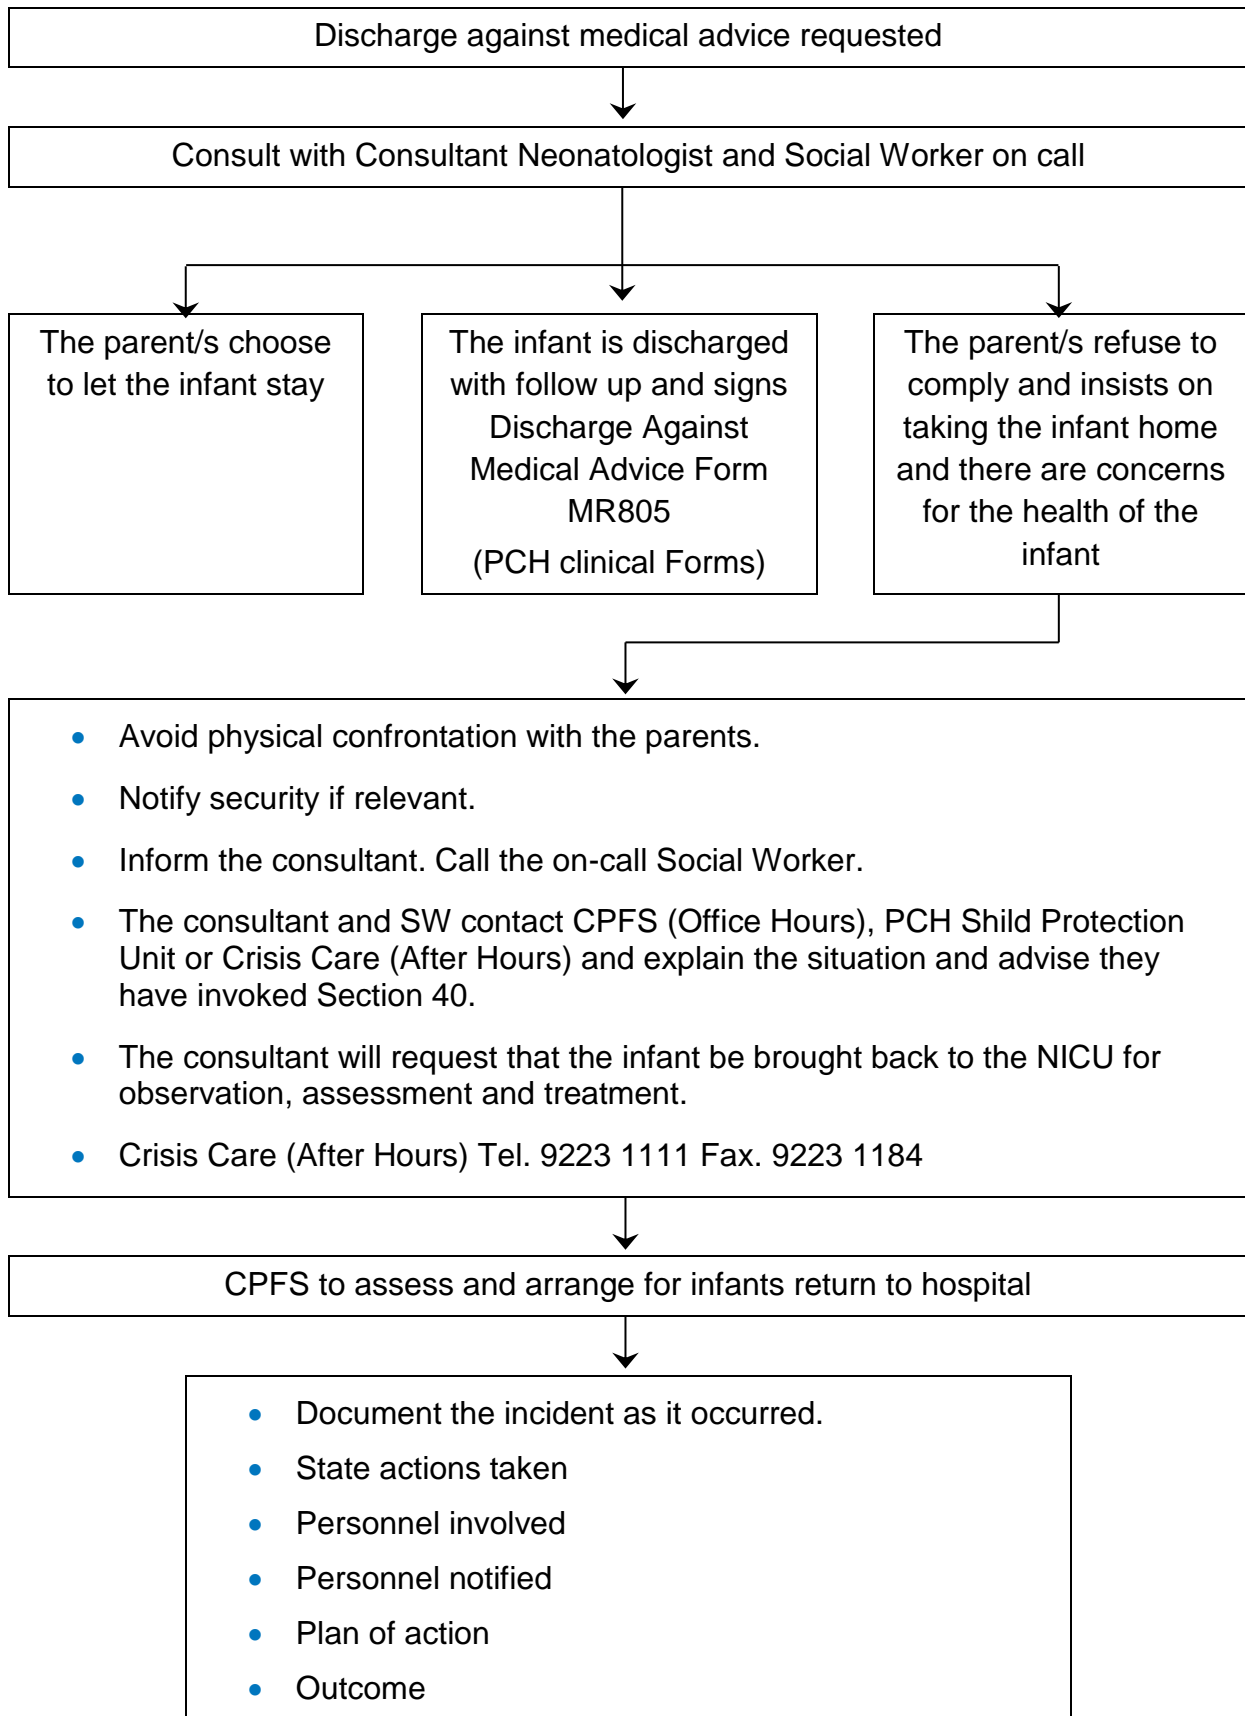 Discharge against medical advice requested
Consult with Consultant Neonatologist and Social Worker on call
The parent/s choose
to let the infant stay
The infant is discharged
with follow up and signs
Discharge Against
Medical Advice Form
MR805
(PCH clinical Forms)
The parent/s refuse to
comply and insists on
taking the infant home
and there are concerns
for the health of the
infant
• Avoid physical confrontation with the parents.
• Notify security if relevant.
• Inform the consultant. Call the on-call Social Worker.
• The consultant and SW contact CPFS (Office Hours), PCH Shild Protection
Unit or Crisis Care (After Hours) and explain the situation and advise they
have invoked Section 40.
• The consultant will request that the infant be brought back to the NICU for
observation, assessment and treatment.
• Crisis Care (After Hours) Tel. 9223 1111 Fax. 9223 1184
CPFS to assess and arrange for infants return to hospital
• Document the incident as it occurred.
• State actions taken
• Personnel involved
• Personnel notified
• Plan of action
• Outcome